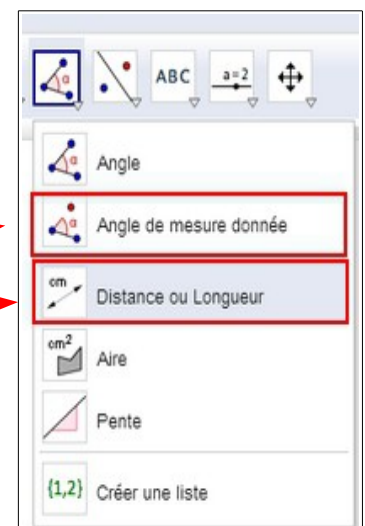 α ABC a=2
α Angle
α Angle de mesure donnée
cm Distance ou Longueur
cm² Aire
Pente
{1,2} Créer une liste